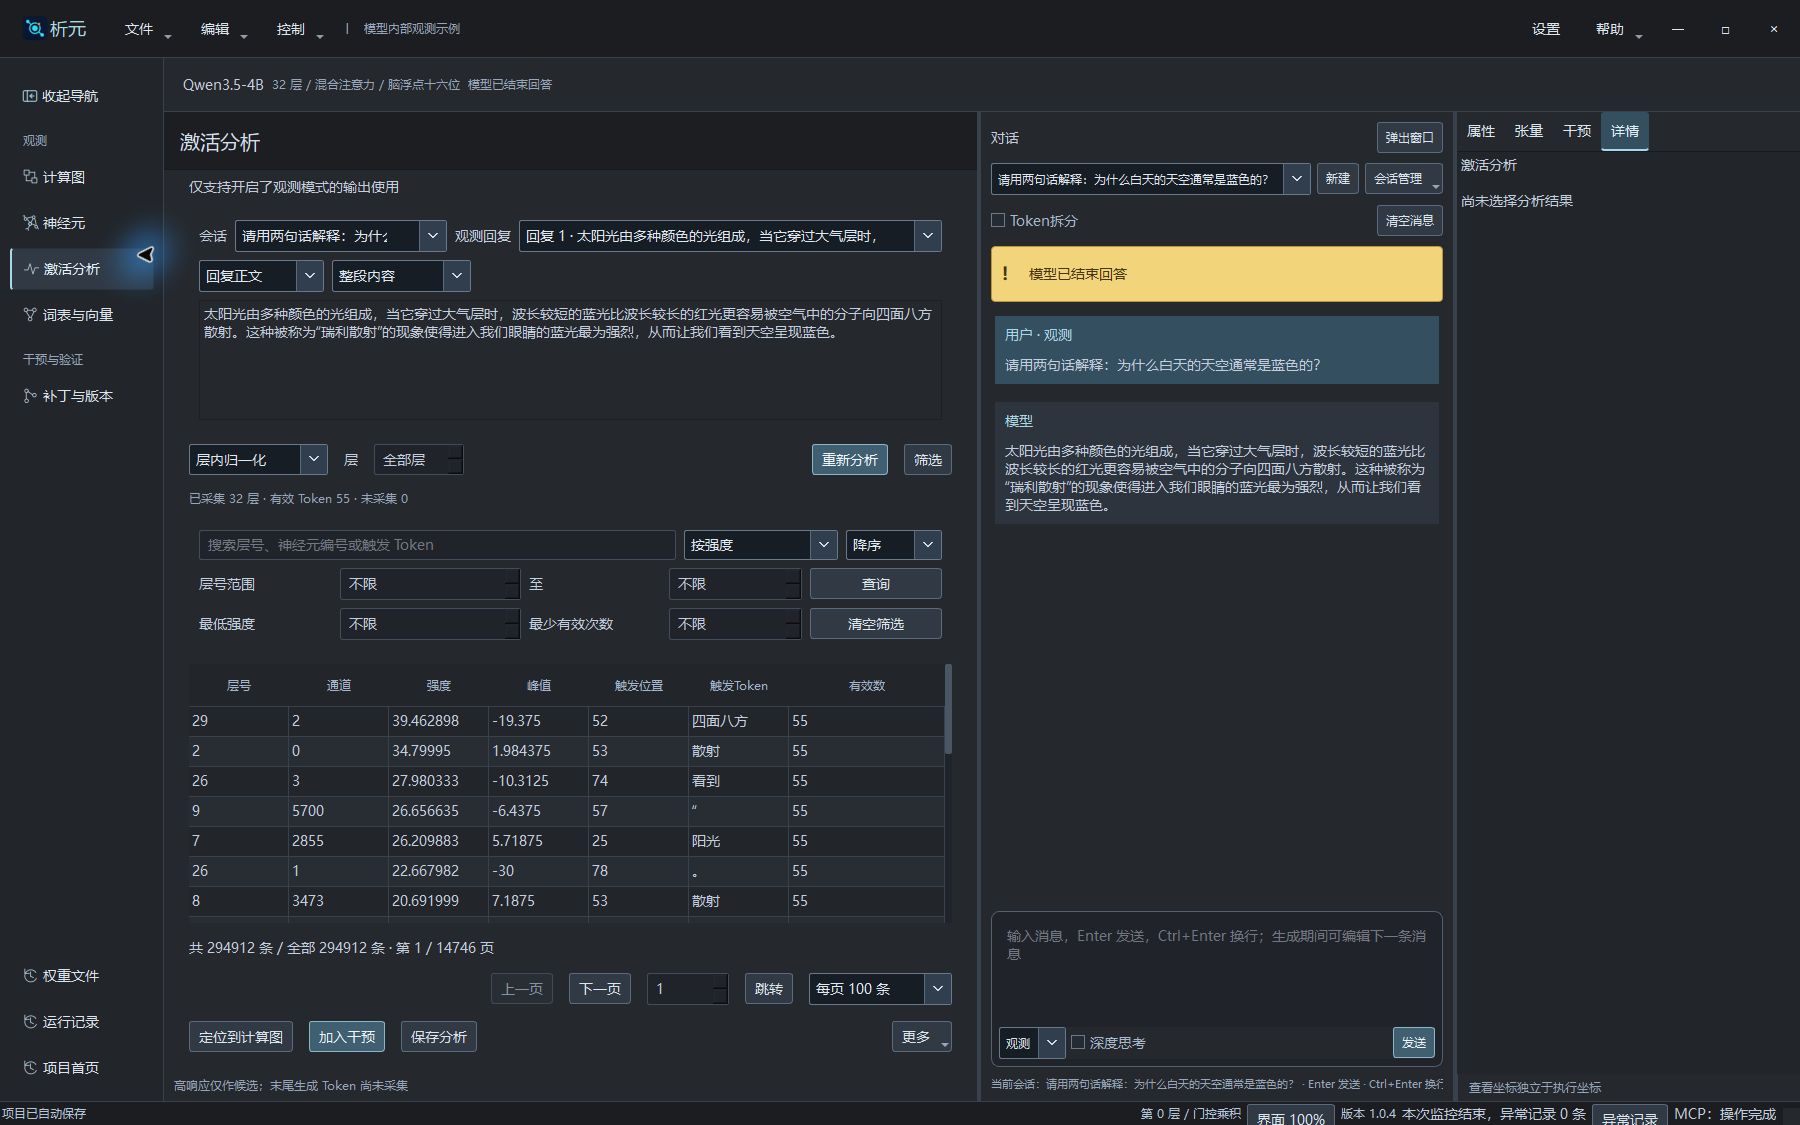 析元
文件
编辑
控制
|
模型内部观测示例
设置
帮助
收起导航
观测
计算图
神经元
激活分析
词表与向量
干预与验证
补丁与版本
权重文件
运行记录
项目首页
Qwen3.5-4B 32 层 / 混合注意力 / 脑浮点十六位 模型已结束回答
激活分析
仅支持开启了观测模式的输出使用
会话 请用两句话解释：为什么 观测回复 回复 1 · 太阳光由多种颜色的光组成，当它穿过大气层时，
回复正文 整段内容
太阳光由多种颜色的光组成，当它穿过大气层时，波长较短的蓝光比波长较长的红光更容易被空气中的分子向四面八方
散射。这种被称为“瑞利散射”的现象使得进入我们眼睛的蓝光最为强烈，从而让我们看到天空呈现蓝色。
层内归一化 层 全部层 重新分析 筛选
已采集 32 层 · 有效 Token 55 · 未采集 0
搜索层号、神经元编号或触发 Token 按强度 降序
层号范围 不限 至 不限 查询
最低强度 不限 最少有效次数 不限 清空筛选
层号 通道 强度 峰值 触发位置 触发Token 有效数
29 2 39.462898 -19.375 52 四面八方 55
2 0 34.79995 1.984375 53 散射 55
26 3 27.980333 -10.3125 74 看到 55
9 5700 26.656635 -6.4375 57 “ 55
7 2855 26.209883 5.71875 25 阳光 55
26 1 22.667982 -30 78 。 55
8 3473 20.691999 7.1875 53 散射 55
共 294912 条 / 全部 294912 条 · 第 1 / 14746 页
上一页 下一页 1 跳转 每页 100 条
定位到计算图 加入干预 保存分析 更多
高响应仅作候选；末尾生成 Token 尚未采集
对话 弹出窗口
请用两句话解释：为什么白天的天空通常是蓝色的？ 新建 会话管理
Token拆分 清空消息
! 模型已结束回答
用户 · 观测
请用两句话解释：为什么白天的天空通常是蓝色的？
模型
太阳光由多种颜色的光组成，当它穿过大气层时，波长较短的蓝光比
波长较长的红光更容易被空气中的分子向四面八方散射。这种被称为
“瑞利散射”的现象使得进入我们眼睛的蓝光最为强烈，从而让我们看
到天空呈现蓝色。
输入消息，Enter 发送，Ctrl+Enter 换行；生成期间可编辑下一条消
息
观测 深度思考 发送
当前会话：请用两句话解释：为什么白天的天空通常是蓝色的？ · Enter 发送 · Ctrl+Enter 换行
属性 张量 干预 详情
激活分析
尚未选择分析结果
查看坐标独立于执行坐标
项目已自动保存
第 0 层 / 门控乘积 界面 100% 版本 1.0.4 本次监控结束，异常记录 0 条 异常记录 MCP：操作完成